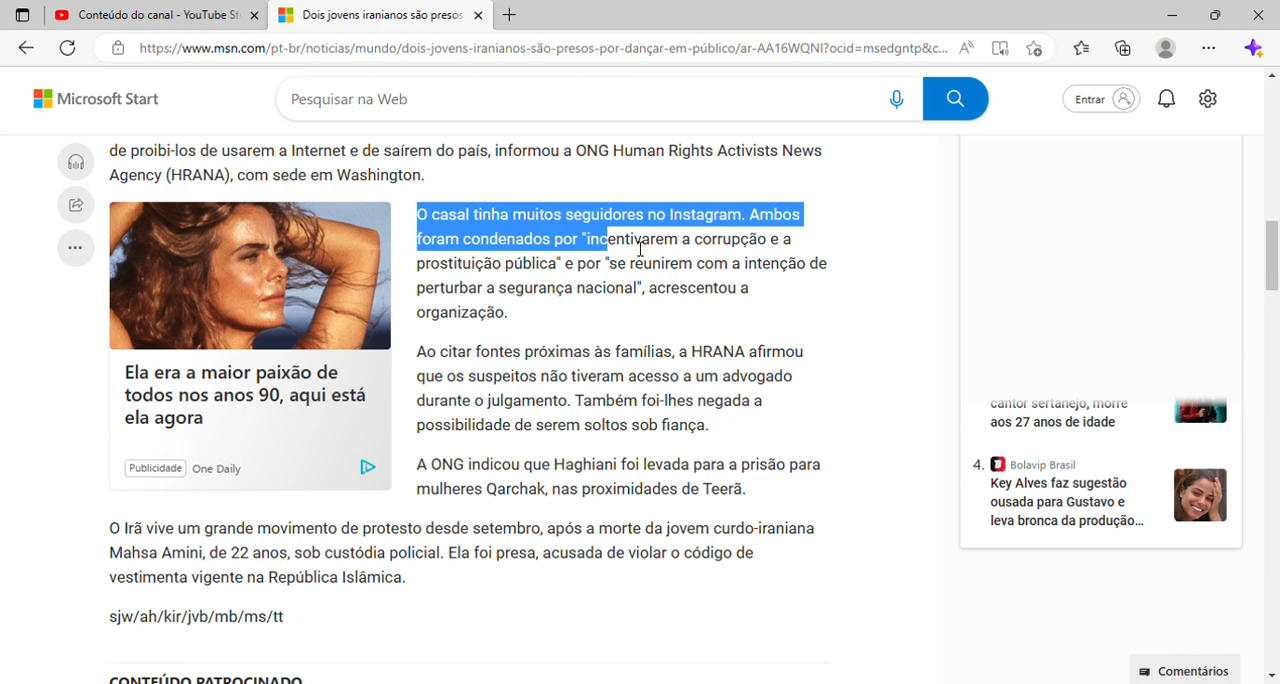 Conteúdo do canal - YouTube St
Dois jovens iranianos são presos
https://www.msn.com/pt-br/noticias/mundo/dois-jovens-iranianos-são-presos-por-dançar-em-público/ar-AA16WQNI?ocid=msedgntp&c...
Microsoft Start
Pesquisar na Web
Entrar
de proibi-los de usarem a Internet e de saírem do país, informou a ONG Human Rights Activists News
Agency (HRANA), com sede em Washington.
O casal tinha muitos seguidores no Instagram. Ambos
foram condenados por "incentivarem a corrupção e a
prostituição pública" e por "se reunirem com a intenção de
perturbar a segurança nacional", acrescentou a
organização.
Ao citar fontes próximas às famílias, a HRANA afirmou
que os suspeitos não tiveram acesso a um advogado
durante o julgamento. Também foi-lhes negada a
possibilidade de serem soltos sob fiança.
A ONG indicou que Haghiani foi levada para a prisão para
mulheres Qarchak, nas proximidades de Teerã.
Ela era a maior paixão de
todos nos anos 90, aqui está
ela agora
Publicidade One Daily
O Irã vive um grande movimento de protesto desde setembro, após a morte da jovem curdo-iraniana
Mahsa Amini, de 22 anos, sob custódia policial. Ela foi presa, acusada de violar o código de
vestimenta vigente na República Islâmica.
sjw/ah/kir/jvb/mb/ms/tt
CONTEÚDO PATROCINADO
cantor sertanejo, morre
aos 27 anos de idade
4. Bolavip Brasil
Key Alves faz sugestão
ousada para Gustavo e
leva bronca da produção...
Comentários